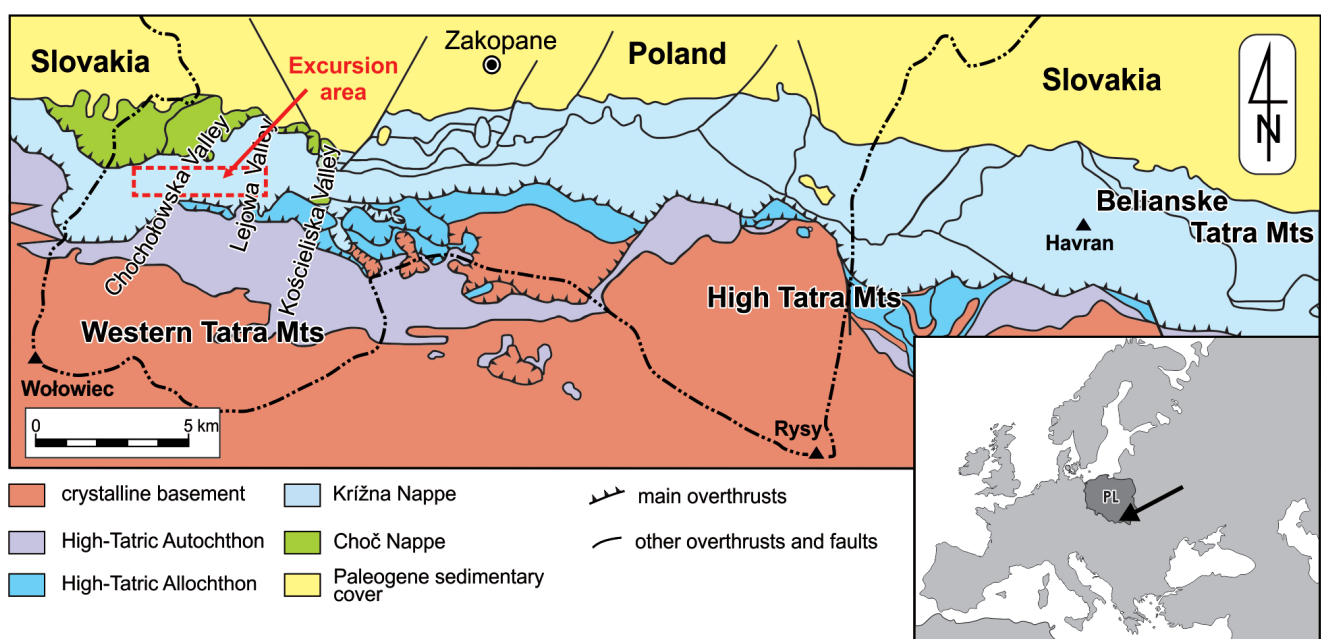 Slovakia
Zakopane
Poland
Slovakia
Excursion
area
N
Chochołowska Valley
Lejowa Valley
Kościeliska Valley
Belianske
Tatra Mts
Havran
High Tatra Mts
Western Tatra Mts
Wołowiec
Rysy
0
5 km
PL
crystalline basement
High-Tatric Autochthon
High-Tatric Allochthon
Krížna Nappe
Choč Nappe
Paleogene sedimentary
cover
main overthrusts
other overthrusts and faults